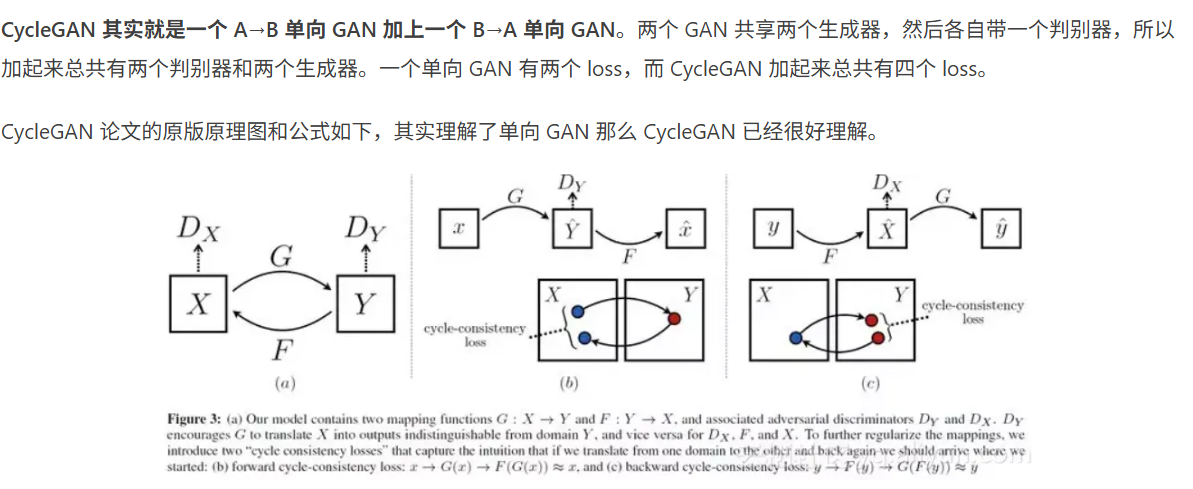 CycleGAN 其实就是一个 A→B 单向 GAN 加上一个 B→A 单向 GAN。两个 GAN 共享两个生成器，然后各自带一个判别器，所以
加起来总共有两个判别器和两个生成器。一个单向 GAN 有两个 loss，而 CycleGAN 加起来总共有四个 loss。
CycleGAN 论文的原版原理图和公式如下，其实理解了单向 GAN 那么 CycleGAN 已经很好理解。
D_X
G
D_Y
X
Y
F
(a)
x
G
D_Y
Ŷ
F
x̂
X
Y
cycle-consistency
loss
(b)
y
F
D_X
X̂
G
ŷ
X
Y
cycle-consistency
loss
(c)
Figure 3: (a) Our model contains two mapping functions G : X → Y and F : Y → X, and associated adversarial discriminators D_Y and D_X. D_Y
encourages G to translate X into outputs indistinguishable from domain Y, and vice versa for D_X, F, and X. To further regularize the mappings, we
introduce two "cycle consistency losses" that capture the intuition that if we translate from one domain to the other and back again we should arrive where we
started: (b) forward cycle-consistency loss: x → G(x) → F(G(x)) ≈ x, and (c) backward cycle-consistency loss: y → F(y) → G(F(y)) ≈ y